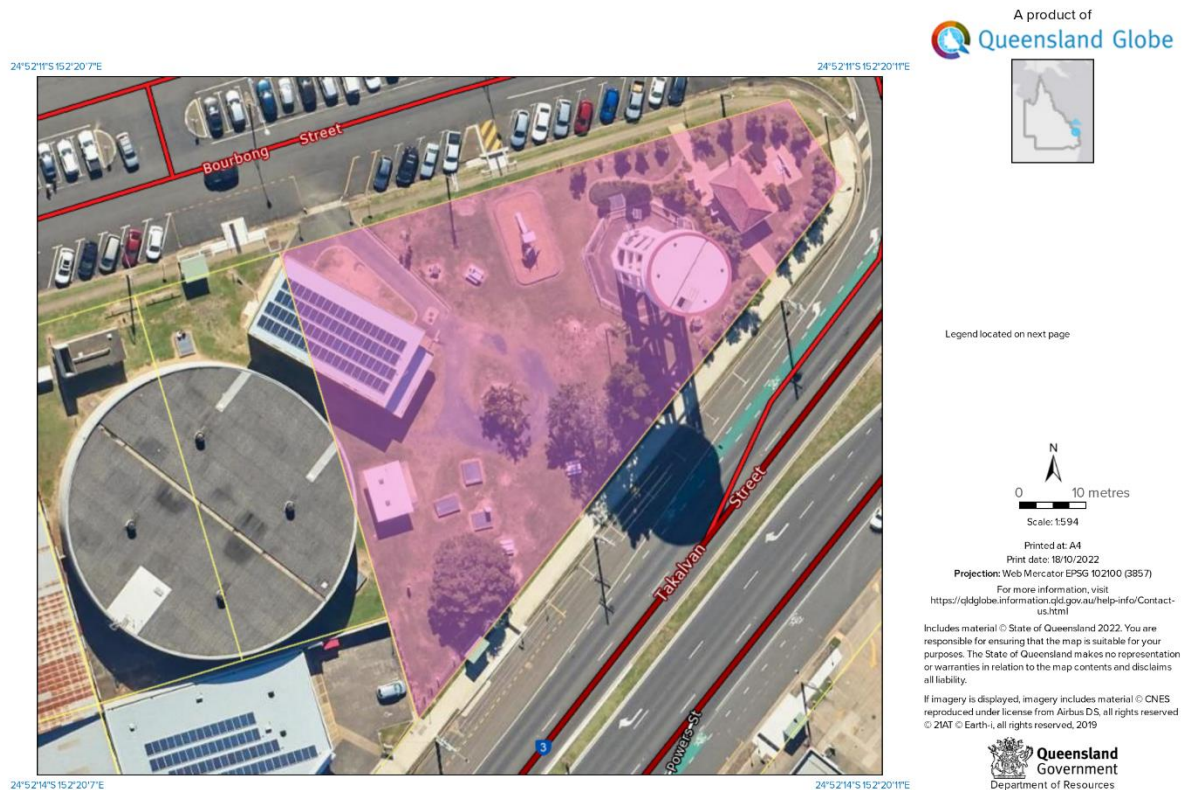 A product of
Queensland Globe
24°52'11"S 152°20'7"E
24°52'11"S 152°20'11"E
Bourbong Street
Takalvan Street
3
Powers St
24°52'14"S 152°20'7"E
24°52'14"S 152°20'11"E
Legend located on next page
N
0 10 metres
Scale: 1:594
Printed at: A4
Print date: 18/10/2022
Projection: Web Mercator EPSG 102100 (3857)
For more information, visit
https://qldglobe.information.qld.gov.au/help-info/Contact-
us.html
Includes material © State of Queensland 2022. You are
responsible for ensuring that the map is suitable for your
purposes. The State of Queensland makes no representation
or warranties in relation to the map contents and disclaims
all liability.
If imagery is displayed, imagery includes material © CNES
reproduced under license from Airbus DS, all rights reserved
© 21AT © Earth-i, all rights reserved, 2019
Queensland
Government
Department of Resources